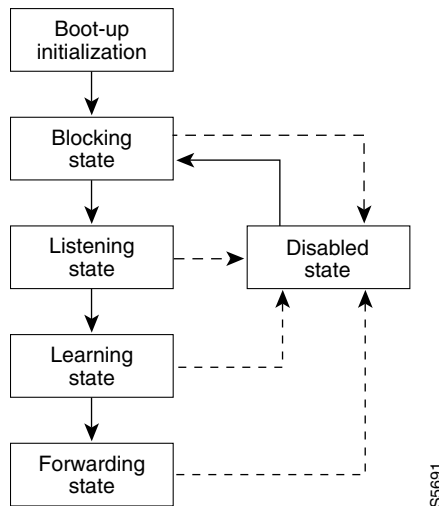 Boot-up
initialization
Blocking
state
Listening
state
Disabled
state
Learning
state
Forwarding
state
S5691